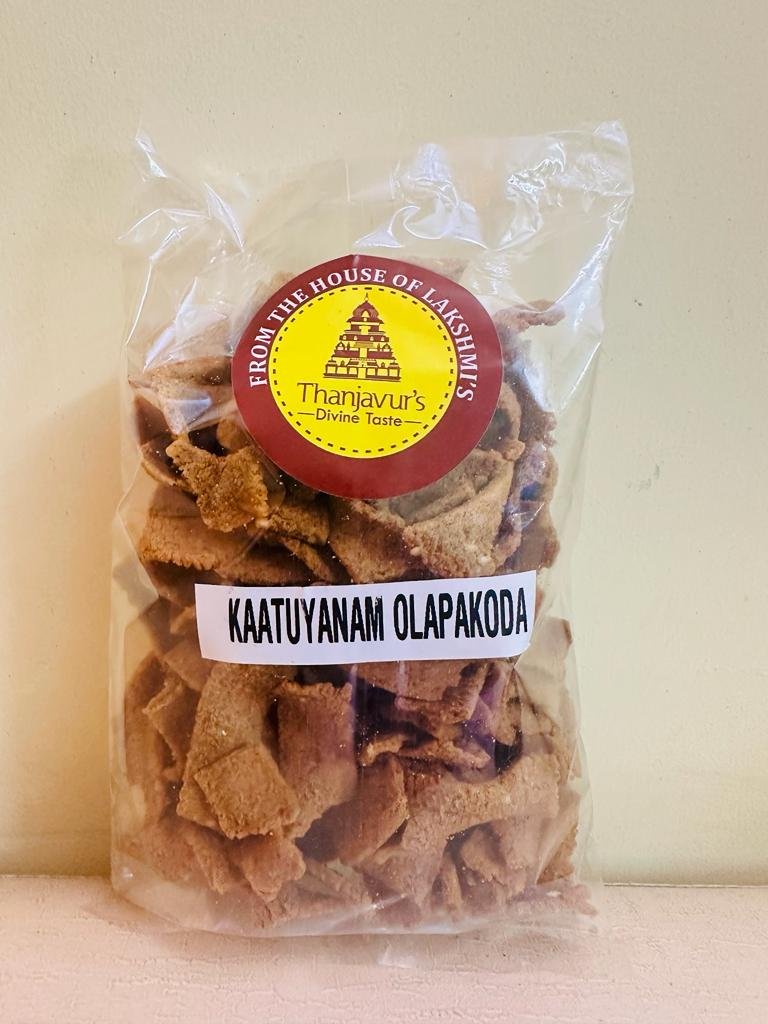 FROM THE HOUSE OF LAKSHMI'S
Thanjavur's
Divine Taste
KAATUYANAM OLAPAKODA